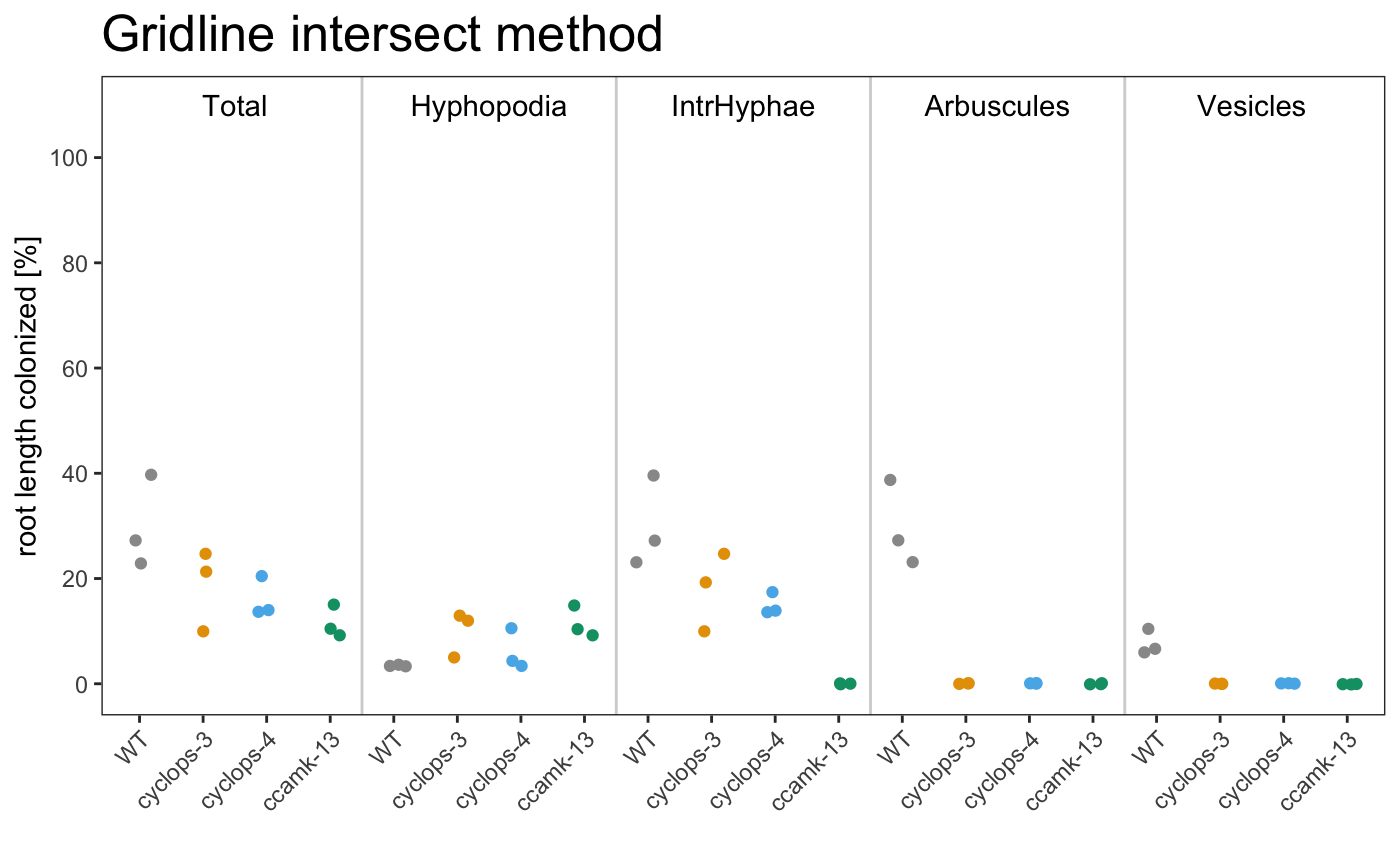 Gridline intersect method
Total Hyphopodia IntrHyphae Arbuscules Vesicles
root length colonized [%]
100
80
60
40
20
0
WT cyclops-3 cyclops-4 ccamk-13 WT cyclops-3 cyclops-4 ccamk-13 WT cyclops-3 cyclops-4 ccamk-13 WT cyclops-3 cyclops-4 ccamk-13 WT cyclops-3 cyclops-4 ccamk-13